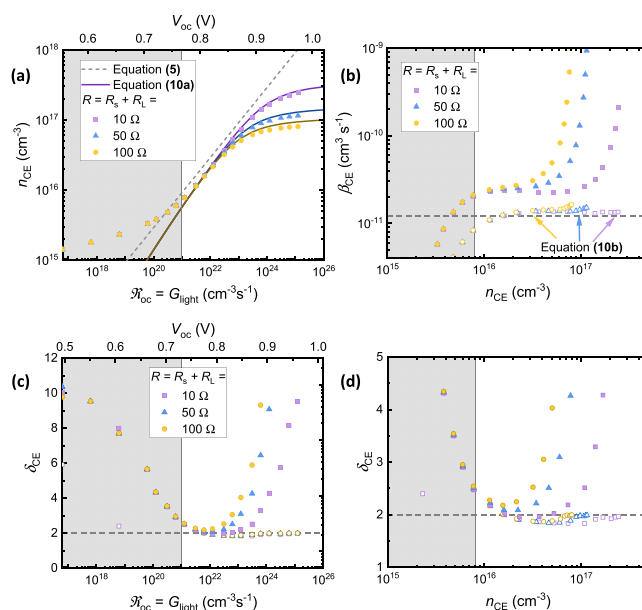 V_oc (V)
0.6 0.7 0.8 0.9 1.0
10^18
10^17
10^16
10^15
n_CE (cm^-3)
(a)
Equation (5)
Equation (10a)
R = R_s + R_L =
10 Ω
50 Ω
100 Ω
10^18 10^20 10^22 10^24 10^26
ℜ_oc = G_light (cm^-3s^-1)
(b)
10^-9
10^-10
10^-11
β_CE (cm^3 s^-1)
R = R_s + R_L =
10 Ω
50 Ω
100 Ω
Equation (10b)
10^15 10^16 10^17
n_CE (cm^-3)
V_oc (V)
0.5 0.6 0.7 0.8 0.9 1.0
12
10
8
6
4
2
0
δ_CE
(c)
R = R_s + R_L =
10 Ω
50 Ω
100 Ω
10^18 10^20 10^22 10^24 10^26
ℜ_oc = G_light (cm^-3s^-1)
5
4
3
2
1
δ_CE
(d)
10^15 10^16 10^17
n_CE (cm^-3)